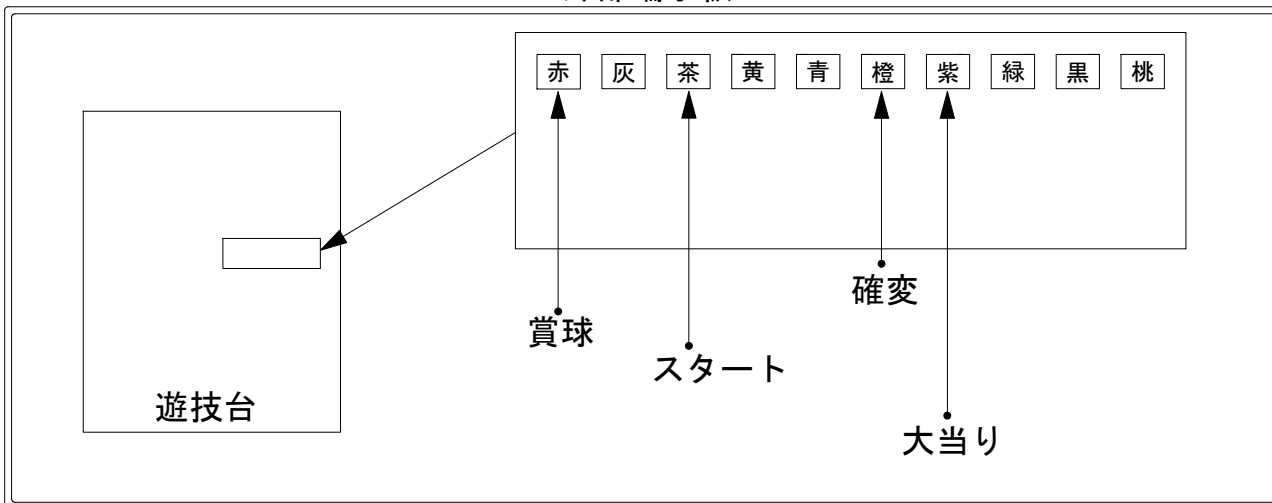 赤 灰 茶 黄 青 橙 紫 緑 黒 桃
確変
賞球
スタート
遊技台
大当り